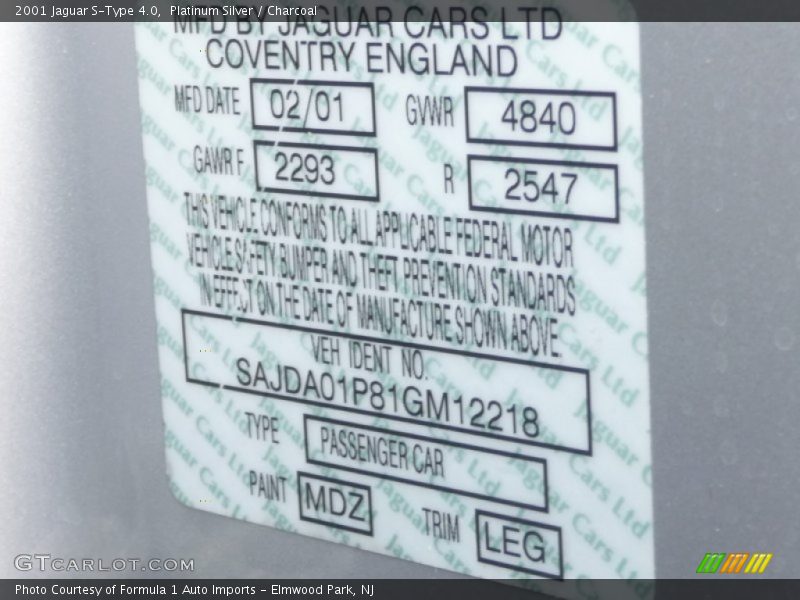 2001 Jaguar S-Type 4.0, Platinum Silver / Charcoal
MFD BY JAGUAR CARS LTD
COVENTRY ENGLAND
MFD DATE 02/01 GVWR 4840
GAWR F 2293 R 2547
THIS VEHICLE CONFORMS TO ALL APPLICABLE FEDERAL MOTOR
VEHICLE SAFETY BUMPER AND THEFT PREVENTION STANDARDS
IN EFFECT ON THE DATE OF MANUFACTURE SHOWN ABOVE.
VEH IDENT NO.
SAJDA01P81GM12218
TYPE PASSENGER CAR
PAINT MDZ TRIM LEG
GTCARLOT.COM
Photo Courtesy of Formula 1 Auto Imports - Elmwood Park, NJ